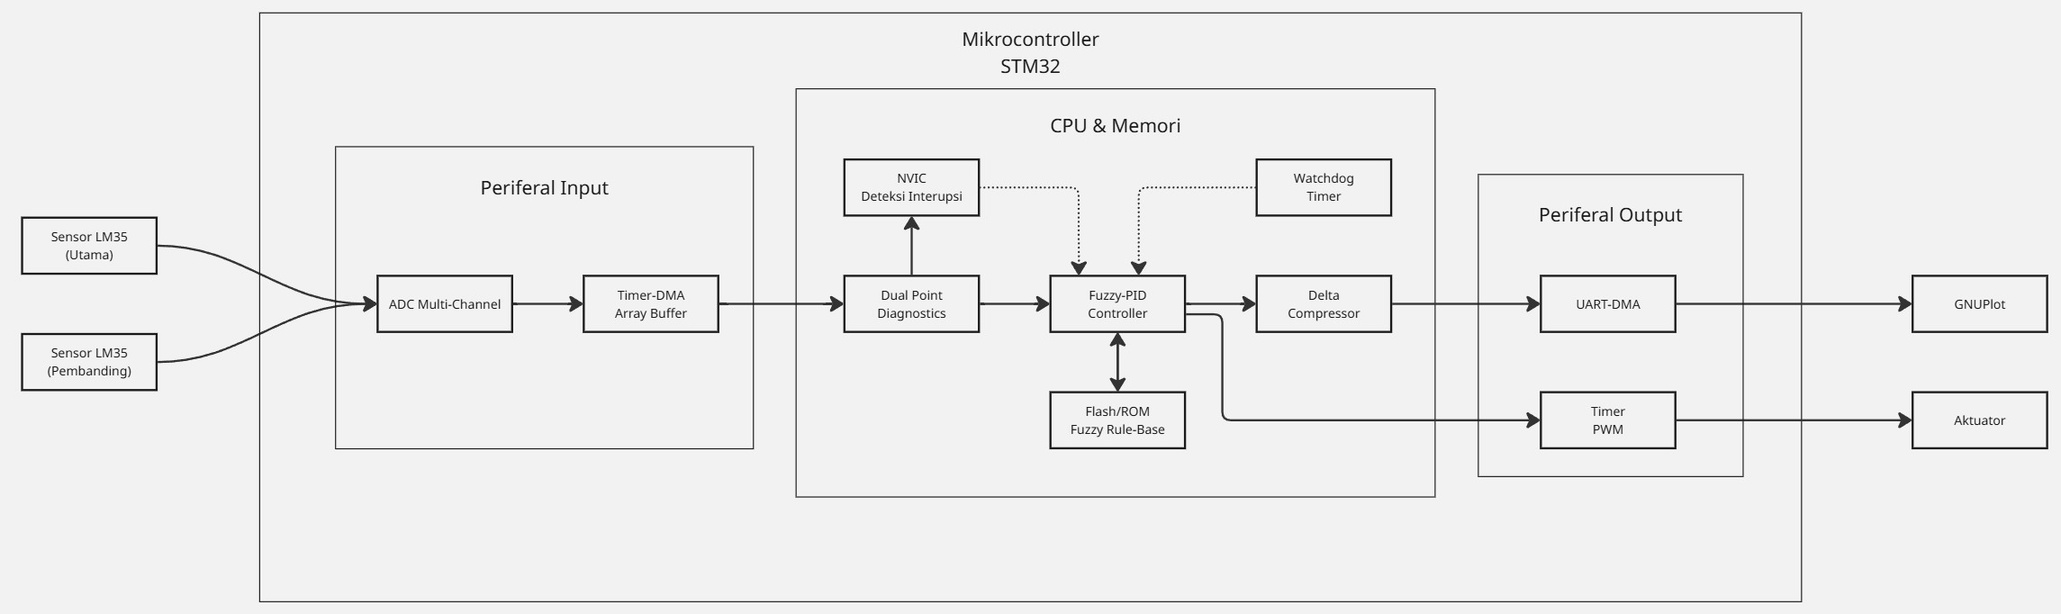 Mikrocontroller
STM32
CPU & Memori
Periferal Input
NVIC
Deteksi Interupsi
Watchdog
Timer
Periferal Output
Sensor LM35
(Utama)
ADC Multi-Channel
Timer-DMA
Array Buffer
Dual Point
Diagnostics
Fuzzy-PID
Controller
Delta
Compressor
UART-DMA
GNUPlot
Sensor LM35
(Pembanding)
Flash/ROM
Fuzzy Rule-Base
Timer
PWM
Aktuator